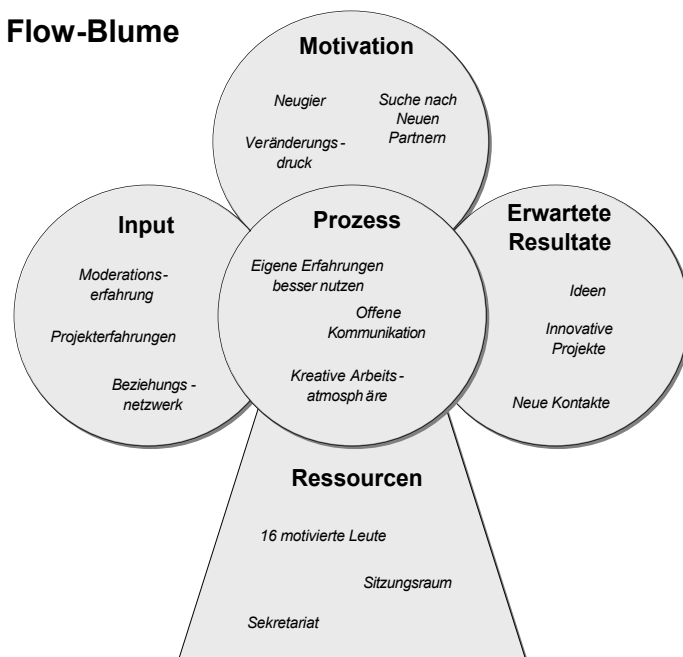 Flow-Blume
Motivation
Neugier
Suche nach
Neuen
Partnern
Veränderungs-
druck
Input
Moderations-
erfahrung
Projekterfahrungen
Beziehungs-
netzwerk
Prozess
Eigene Erfahrungen
besser nutzen
Offene
Kommunikation
Kreative Arbeits-
atmosphäre
Erwartete
Resultate
Ideen
Innovative
Projekte
Neue Kontakte
Ressourcen
16 motivierte Leute
Sitzungsraum
Sekretariat